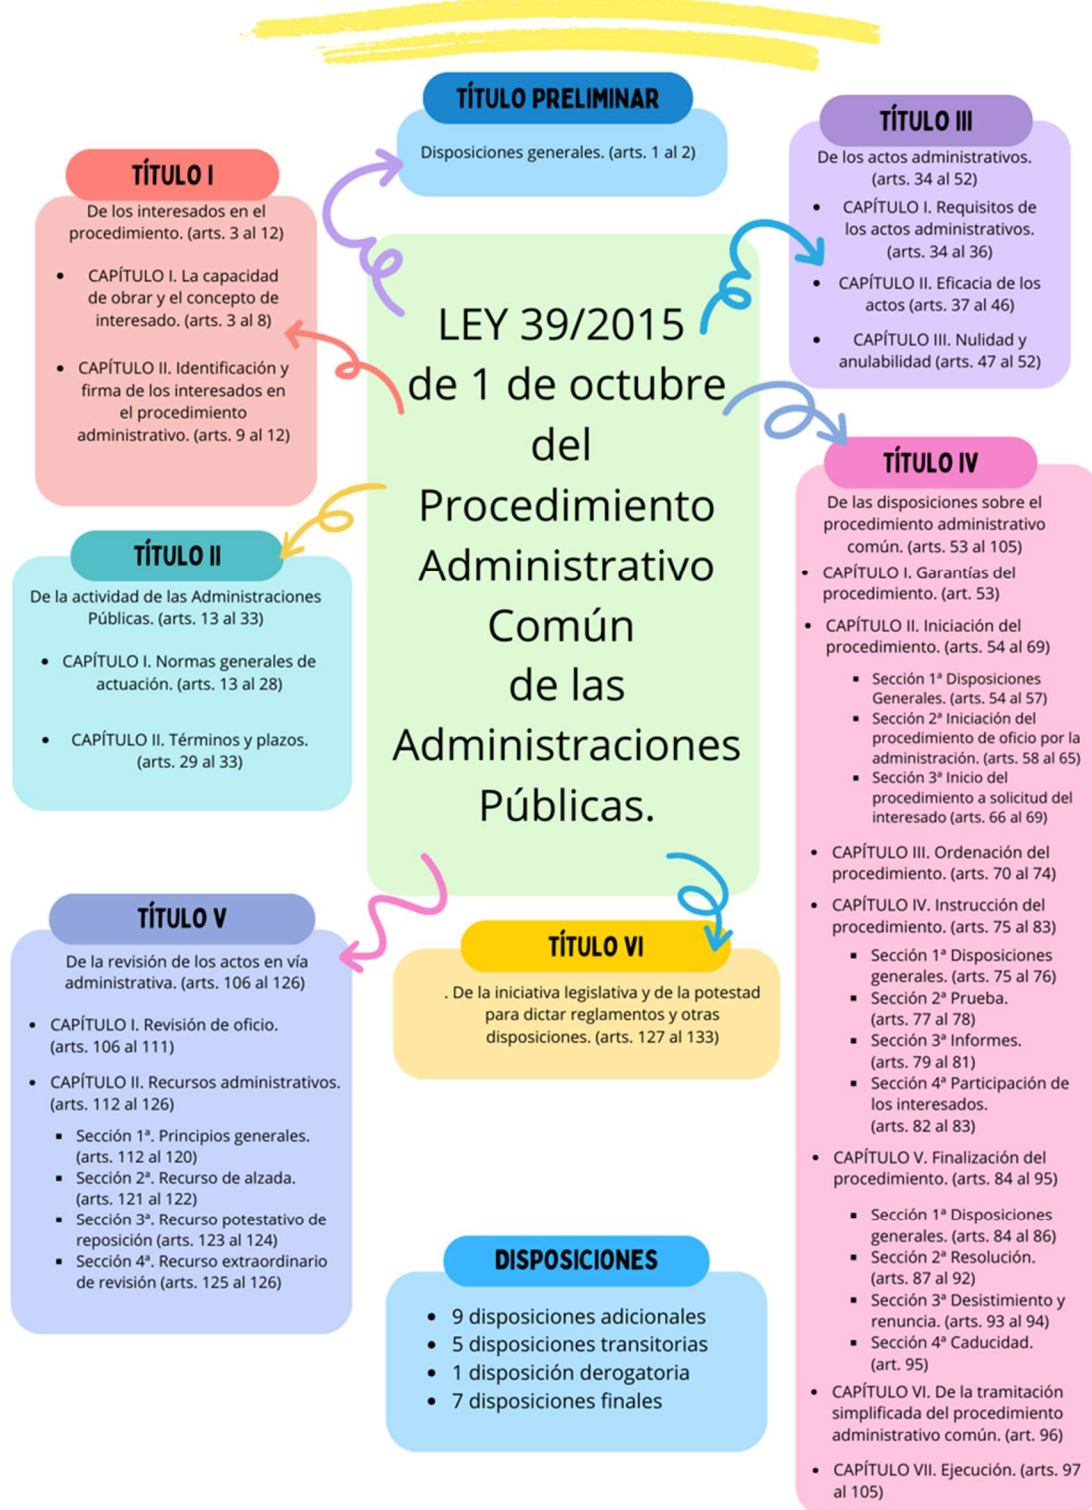 TÍTULO PRELIMINAR
Disposiciones generales. (arts. 1 al 2)
TÍTULO I
De los interesados en el
procedimiento. (arts. 3 al 12)
• CAPÍTULO I. La capacidad
de obrar y el concepto de
interesado. (arts. 3 al 8)
• CAPÍTULO II. Identificación y
firma de los interesados en
el procedimiento
administrativo. (arts. 9 al 12)
TÍTULO II
De la actividad de las Administraciones
Públicas. (arts. 13 al 33)
• CAPÍTULO I. Normas generales de
actuación. (arts. 13 al 28)
• CAPÍTULO II. Términos y plazos.
(arts. 29 al 33)
LEY 39/2015
de 1 de octubre
del
Procedimiento
Administrativo
Común
de las
Administraciones
Públicas.
TÍTULO III
De los actos administrativos.
(arts. 34 al 52)
• CAPÍTULO I. Requisitos de
los actos administrativos.
(arts. 34 al 36)
• CAPÍTULO II. Eficacia de los
actos (arts. 37 al 46)
• CAPÍTULO III. Nulidad y
anulabilidad (arts. 47 al 52)
TÍTULO IV
De las disposiciones sobre el
procedimiento administrativo
común. (arts. 53 al 105)
• CAPÍTULO I. Garantías del
procedimiento. (art. 53)
• CAPÍTULO II. Iniciación del
procedimiento. (arts. 54 al 69)
▪ Sección 1ª Disposiciones
Generales. (arts. 54 al 57)
▪ Sección 2ª Iniciación del
procedimiento de oficio por la
administración. (arts. 58 al 65)
▪ Sección 3ª Inicio del
procedimiento a solicitud del
interesado (arts. 66 al 69)
• CAPÍTULO III. Ordenación del
procedimiento. (arts. 70 al 74)
• CAPÍTULO IV. Instrucción del
procedimiento. (arts. 75 al 83)
▪ Sección 1ª Disposiciones
generales. (arts. 75 al 76)
▪ Sección 2ª Prueba.
(arts. 77 al 78)
▪ Sección 3ª Informes.
(arts. 79 al 81)
▪ Sección 4ª Participación de
los interesados.
(arts. 82 al 83)
• CAPÍTULO V. Finalización del
procedimiento. (arts. 84 al 95)
▪ Sección 1ª Disposiciones
generales. (arts. 84 al 86)
▪ Sección 2ª Resolución.
(arts. 87 al 92)
▪ Sección 3ª Desistimiento y
renuncia. (arts. 93 al 94)
▪ Sección 4ª Caducidad.
(art. 95)
• CAPÍTULO VI. De la tramitación
simplificada del procedimiento
administrativo común. (art. 96)
• CAPÍTULO VII. Ejecución. (arts. 97
al 105)
TÍTULO V
De la revisión de los actos en vía
administrativa. (arts. 106 al 126)
• CAPÍTULO I. Revisión de oficio.
(arts. 106 al 111)
• CAPÍTULO II. Recursos administrativos.
(arts. 112 al 126)
▪ Sección 1ª. Principios generales.
(arts. 112 al 120)
▪ Sección 2ª. Recurso de alzada.
(arts. 121 al 122)
▪ Sección 3ª. Recurso potestativo de
reposición (arts. 123 al 124)
▪ Sección 4ª. Recurso extraordinario
de revisión (arts. 125 al 126)
TÍTULO VI
. De la iniciativa legislativa y de la potestad
para dictar reglamentos y otras
disposiciones. (arts. 127 al 133)
DISPOSICIONES
• 9 disposiciones adicionales
• 5 disposiciones transitorias
• 1 disposición derogatoria
• 7 disposiciones finales